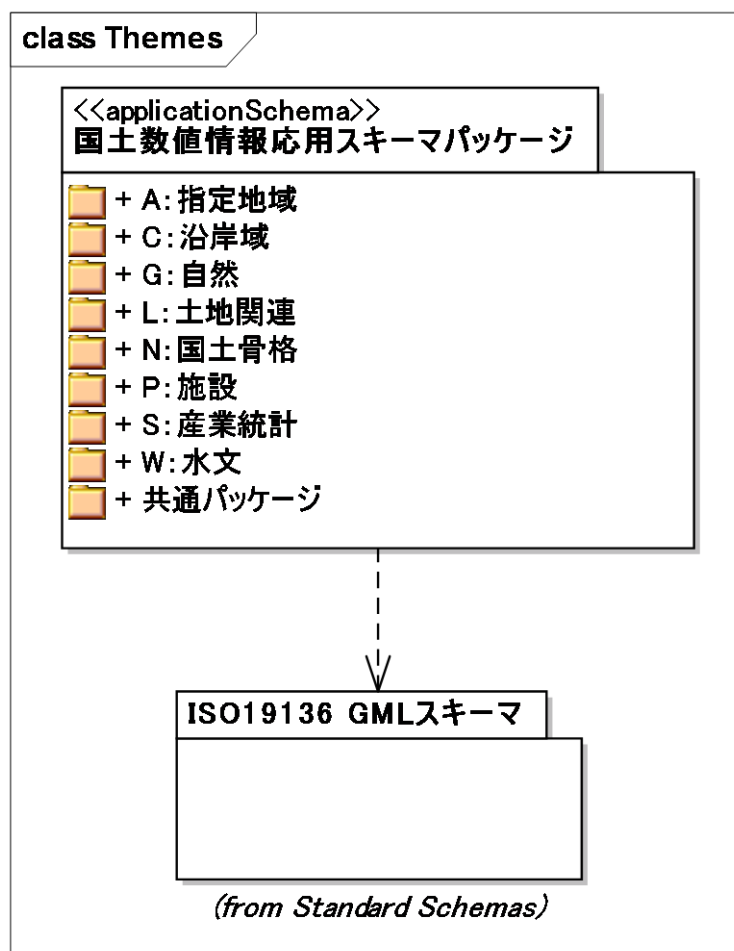 class Themes
<<applicationSchema>>
国土数値情報応用スキーマパッケージ
+ A:指定地域
+ C:沿岸域
+ G:自然
+ L:土地関連
+ N:国土骨格
+ P:施設
+ S:産業統計
+ W:水文
+ 共通パッケージ
ISO19136 GMLスキーマ
(from Standard Schemas)